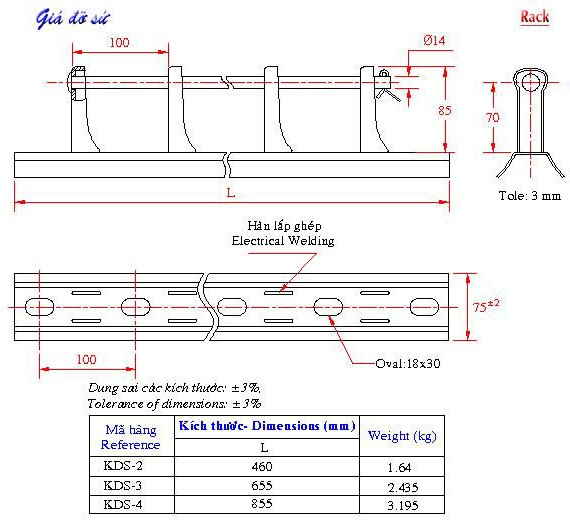 Giá đỡ sứ
Rack
100
Ø14
85
70
L
Tole: 3 mm
Hàn lắp ghép
Electrical Welding
75±2
100
Oval:18x30
Dung sai các kích thước: ±3%,
Tolerance of dimensions: ±3%
Mã hàng
Reference
Kích thước- Dimensions (mm)
Weight (kg)
L
KDS-2 460 1.64
KDS-3 655 2.435
KDS-4 855 3.195